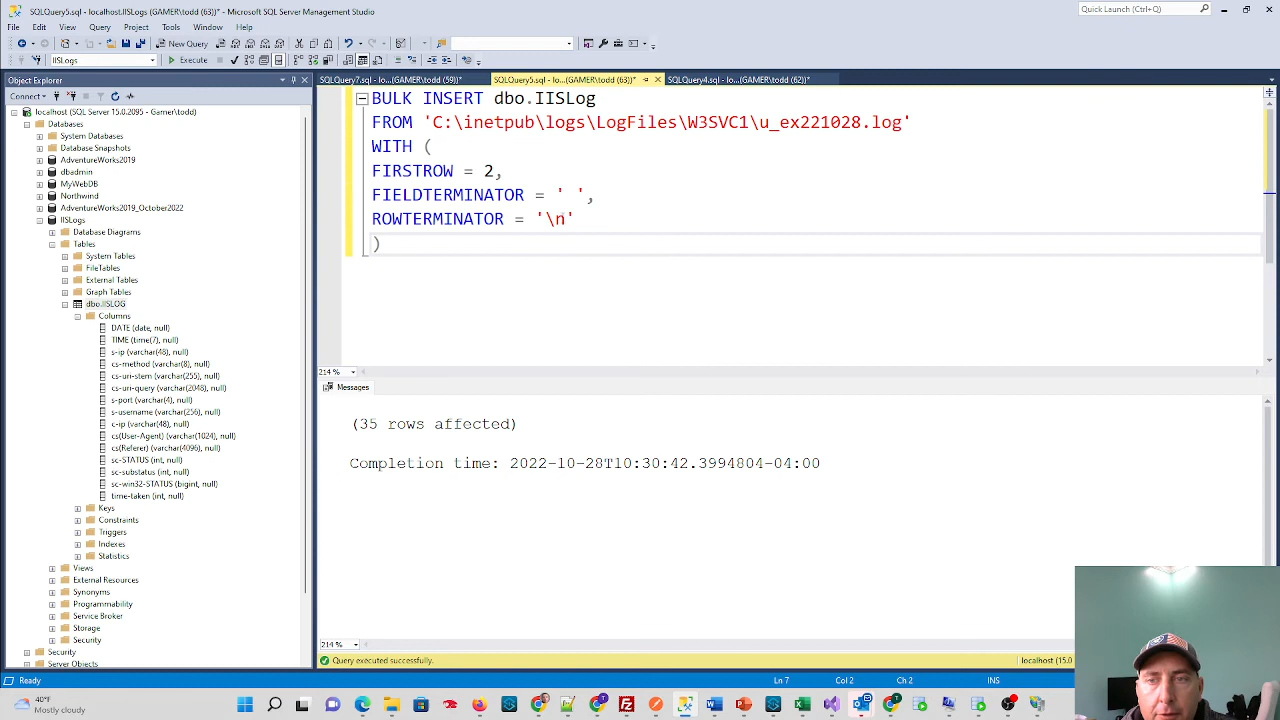 SQLQuery5.sql - localhost.IISLogs (GAMER\todd (63))* - Microsoft SQL Server Management Studio
Quick Launch (Ctrl+Q)
File Edit View Query Project Tools Window Help
New Query
IISLogs
Execute
Object Explorer
Connect
localhost (SQL Server 15.0.2095 - Gamer\todd)
Databases
System Databases
AdventureWorks2019
dbadmin
MyWebDB
Northwind
AdventureWorks2019_October2022
IISLogs
Database Diagrams
Tables
System Tables
FileTables
External Tables
Graph Tables
dbo.IISLOG
Columns
DATE (date, null)
TIME (time(7), null)
s-ip (varchar(48), null)
cs-method (varchar(8), null)
cs-uri-stem (varchar(255), null)
cs-uri-query (varchar(2048), null)
s-port (varchar(4), null)
s-username (varchar(256), null)
c-ip (varchar(48), null)
cs(User-Agent) (varchar(1024), null)
cs(Referer) (varchar(4096), null)
sc-STATUS (int, null)
sc-substatus (int, null)
sc-win32-STATUS (bigint, null)
time-taken (int, null)
Keys
Constraints
Triggers
Indexes
Statistics
Views
External Resources
Synonyms
Programmability
Service Broker
Storage
Security
Security
Server Objects
SQLQuery7.sql - lo...(GAMER\todd (59))* SQLQuery5.sql - lo...(GAMER\todd (63))* SQLQuery4.sql - lo...(GAMER\todd (62))*
BULK INSERT dbo.IISLog
FROM 'C:\inetpub\logs\LogFiles\W3SVC1\u_ex221028.log'
WITH (
FIRSTROW = 2,
FIELDTERMINATOR = ' ',
ROWTERMINATOR = '\n'
)
214 %
Messages
(35 rows affected)
Completion time: 2022-10-28T10:30:42.3994804-04:00
214 %
Query executed successfully.
localhost (15.0
Ready
Ln 7
Col 2
Ch 2
INS
40°F
Mostly cloudy